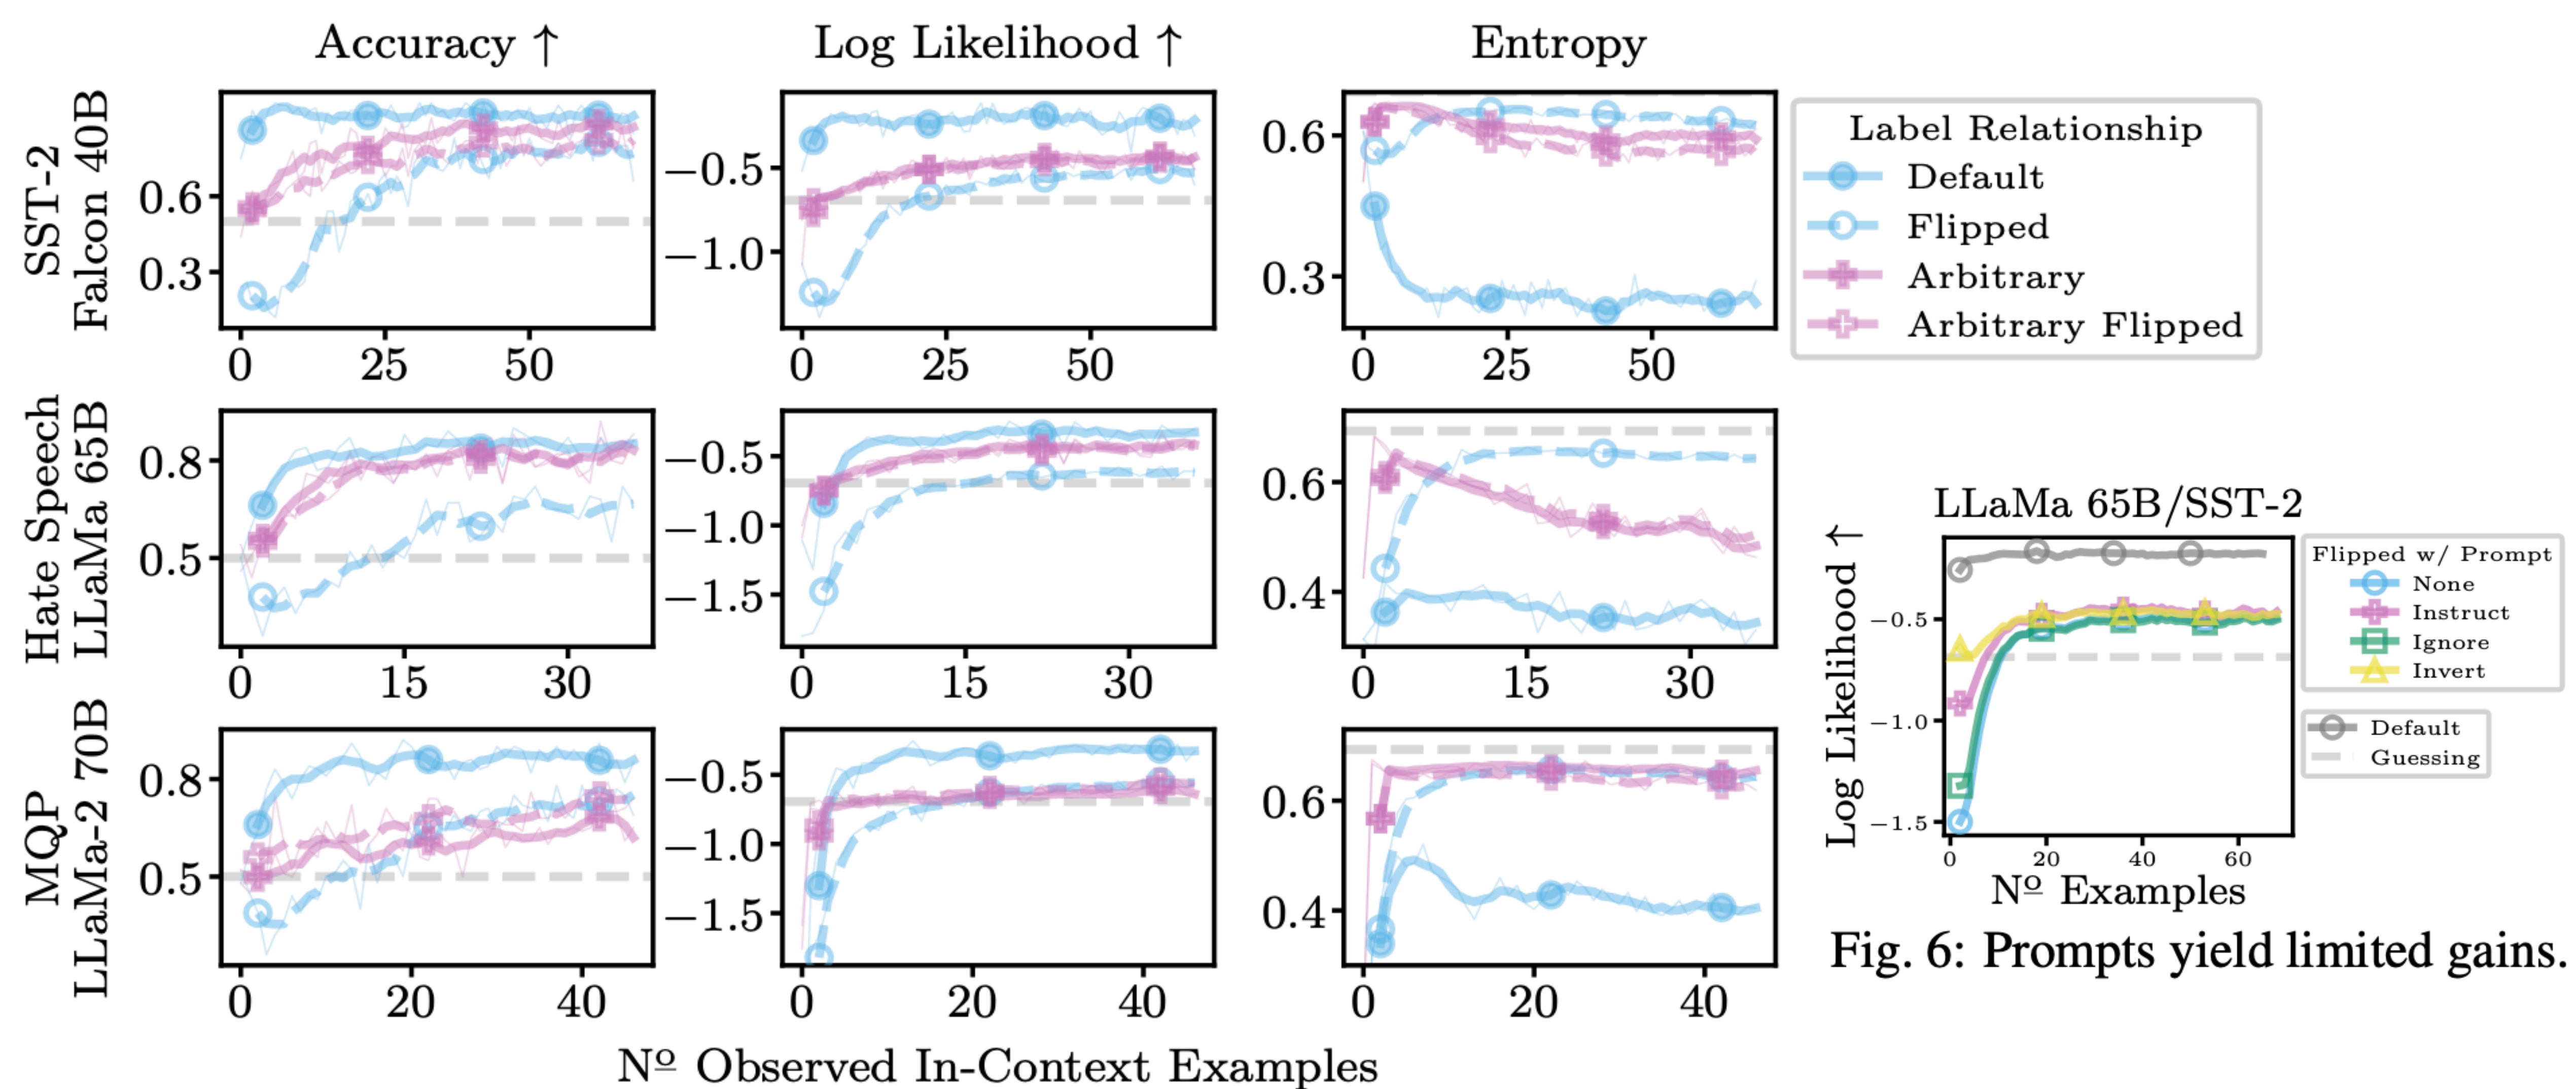 Accuracy ↑
Log Likelihood ↑
Entropy
SST-2
Falcon 40B
0.6
0.3
0
25
50
−0.5
−1.0
0
25
50
0.6
0.3
0
25
50
Label Relationship
Default
Flipped
Arbitrary
Arbitrary Flipped
Hate Speech
LLaMa 65B
0.8
0.5
0
15
30
−0.5
−1.0
−1.5
0
15
30
0.6
0.4
0
15
30
MQP
LLaMa-2 70B
0.8
0.5
0
20
40
−0.5
−1.0
−1.5
0
20
40
0.6
0.4
0
20
40
Nº Observed In-Context Examples
LLaMa 65B/SST-2
Log Likelihood ↑
−0.5
−1.0
−1.5
0
20
40
60
Nº Examples
Flipped w/ Prompt
None
Instruct
Ignore
Invert
Default
Guessing
Fig. 6: Prompts yield limited gains.